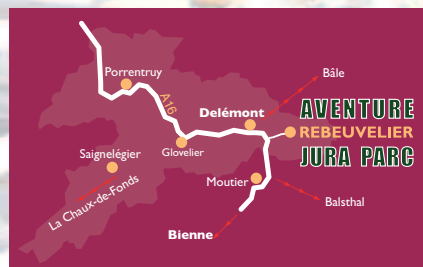 Bâle
Porrentruy
A16
Delémont
AVENTURE
REBEUVELIER
JURA PARC
Glovelier
Saignelégier
Moutier
La Chaux-de-Fonds
Balsthal
Bienne